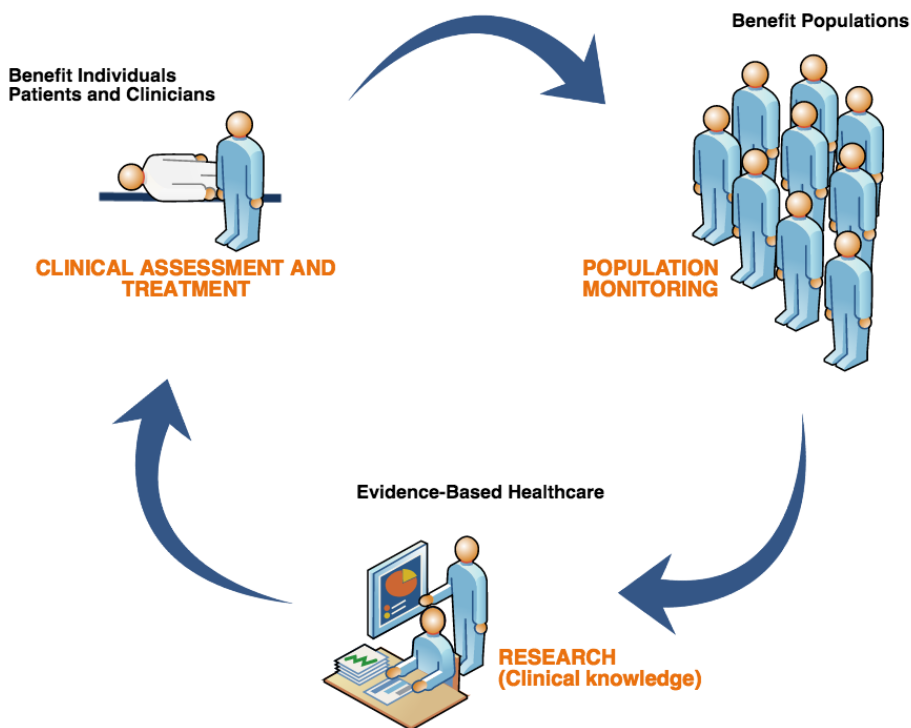 Benefit Individuals
Patients and Clinicians
CLINICAL ASSESSMENT AND
TREATMENT
Benefit Populations
POPULATION
MONITORING
Evidence-Based Healthcare
RESEARCH
(Clinical knowledge)